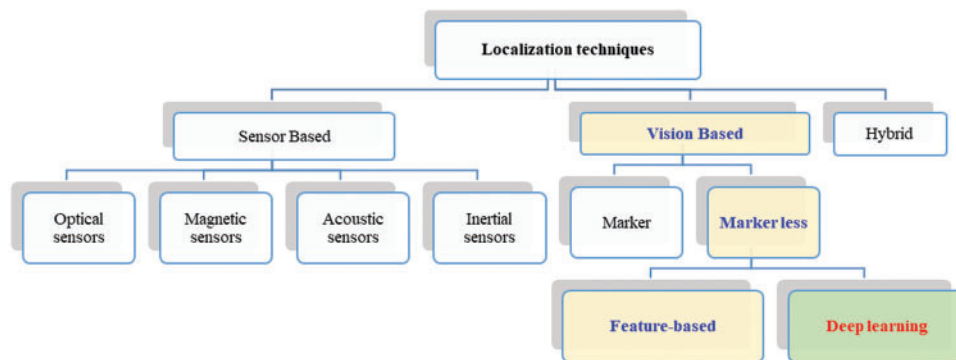 Localization techniques
Sensor Based
Vision Based
Hybrid
Optical
sensors
Magnetic
sensors
Acoustic
sensors
Inertial
sensors
Marker
Marker less
Feature-based
Deep learning